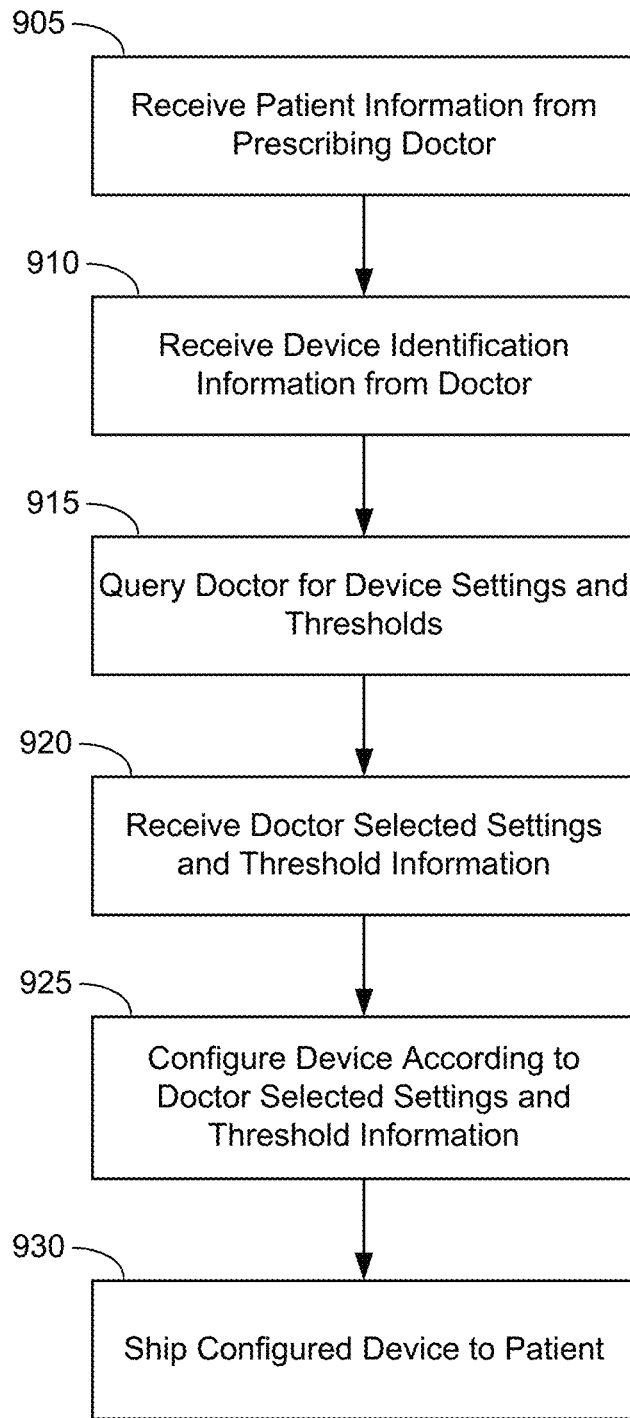 905
Receive Patient Information from
Prescribing Doctor
910
Receive Device Identification
Information from Doctor
915
Query Doctor for Device Settings and
Thresholds
920
Receive Doctor Selected Settings
and Threshold Information
925
Configure Device According to
Doctor Selected Settings and
Threshold Information
930
Ship Configured Device to Patient